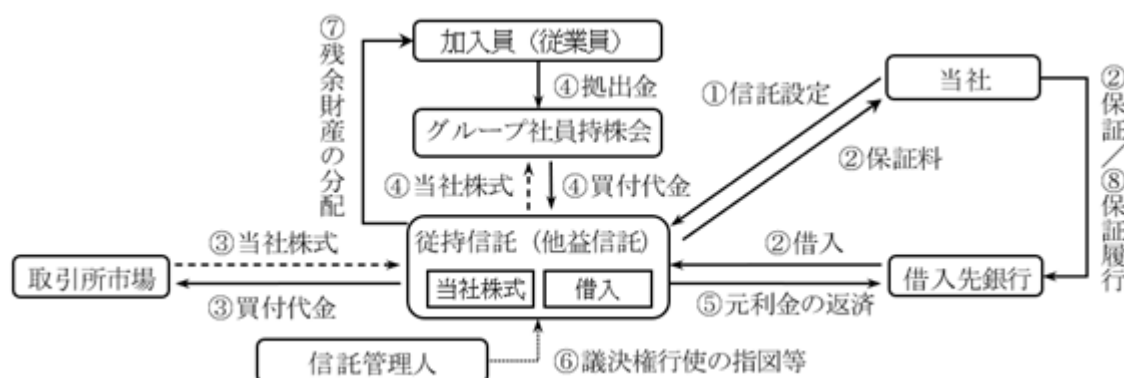 ⑦残余財産の分配
加入員（従業員）
④拠出金
グループ社員持株会
④当社株式
④買付代金
①信託設定
②保証料
当社
②保証／⑧保証履行
従持信託（他益信託）
当社株式
借入
③当社株式
取引所市場
③買付代金
②借入
借入先銀行
⑤元利金の返済
信託管理人
⑥議決権行使の指図等